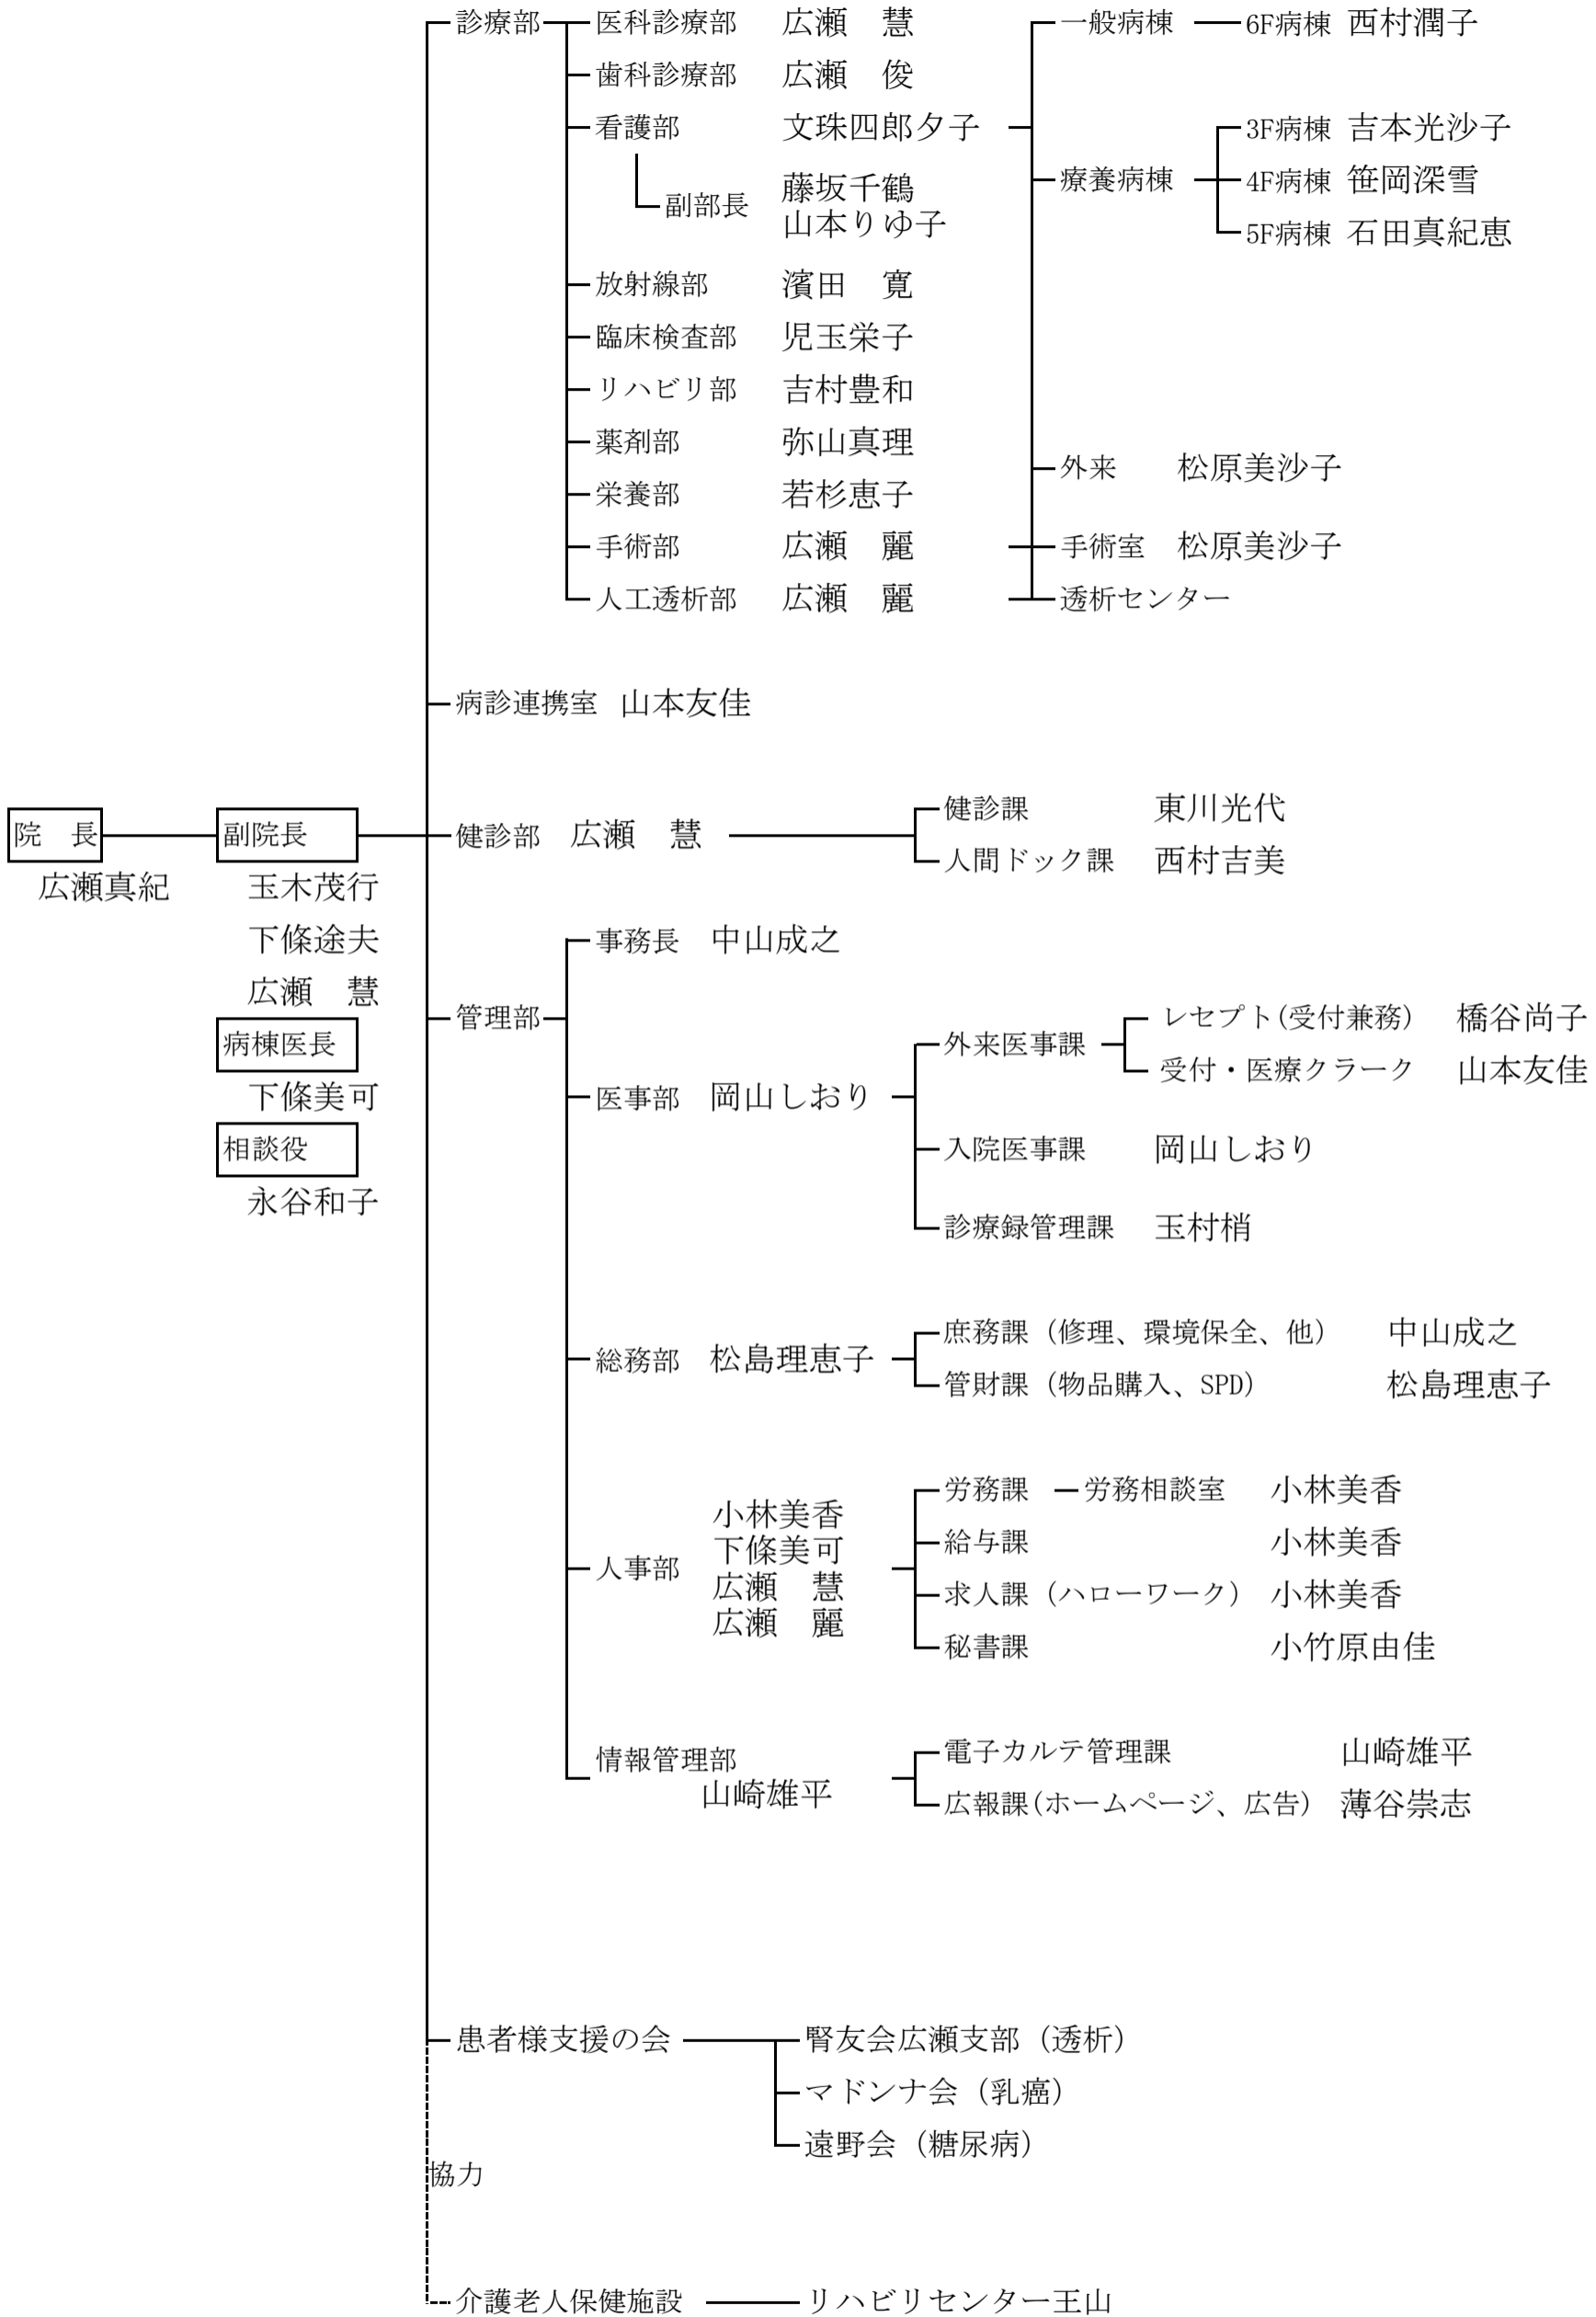 診療部 医科診療部 広瀬　慧 一般病棟 6F病棟 西村潤子
歯科診療部 広瀬　俊
看護部 文珠四郎夕子 3F病棟 吉本光沙子
療養病棟 4F病棟 笹岡深雪
副部長 藤坂千鶴
山本りゆ子
5F病棟 石田真紀恵
放射線部 濱田　寛
臨床検査部 児玉栄子
リハビリ部 吉村豊和
薬剤部 弥山真理
外来 松原美沙子
栄養部 若杉恵子
手術部 広瀬　麗 手術室 松原美沙子
人工透析部 広瀬　麗 透析センター
病診連携室 山本友佳
健診課 東川光代
院　長 副院長 健診部 広瀬　慧
人間ドック課 西村吉美
広瀬真紀 玉木茂行
下條途夫 事務長 中山成之
広瀬　慧
管理部 レセプト(受付兼務) 橋谷尚子
病棟医長 外来医事課
受付・医療クラーク 山本友佳
下條美可 医事部 岡山しおり
相談役 入院医事課 岡山しおり
永谷和子
診療録管理課 玉村梢
庶務課（修理、環境保全、他） 中山成之
総務部 松島理恵子
管財課（物品購入、SPD） 松島理恵子
労務課 労務相談室 小林美香
小林美香
下條美可 給与課 小林美香
人事部
広瀬　慧 求人課（ハローワーク） 小林美香
広瀬　麗
秘書課 小竹原由佳
情報管理部 電子カルテ管理課 山崎雄平
山崎雄平
広報課(ホームページ、広告） 薄谷崇志
患者様支援の会 腎友会広瀬支部（透析）
マドンナ会（乳癌）
遠野会（糖尿病）
協力
介護老人保健施設 リハビリセンター王山